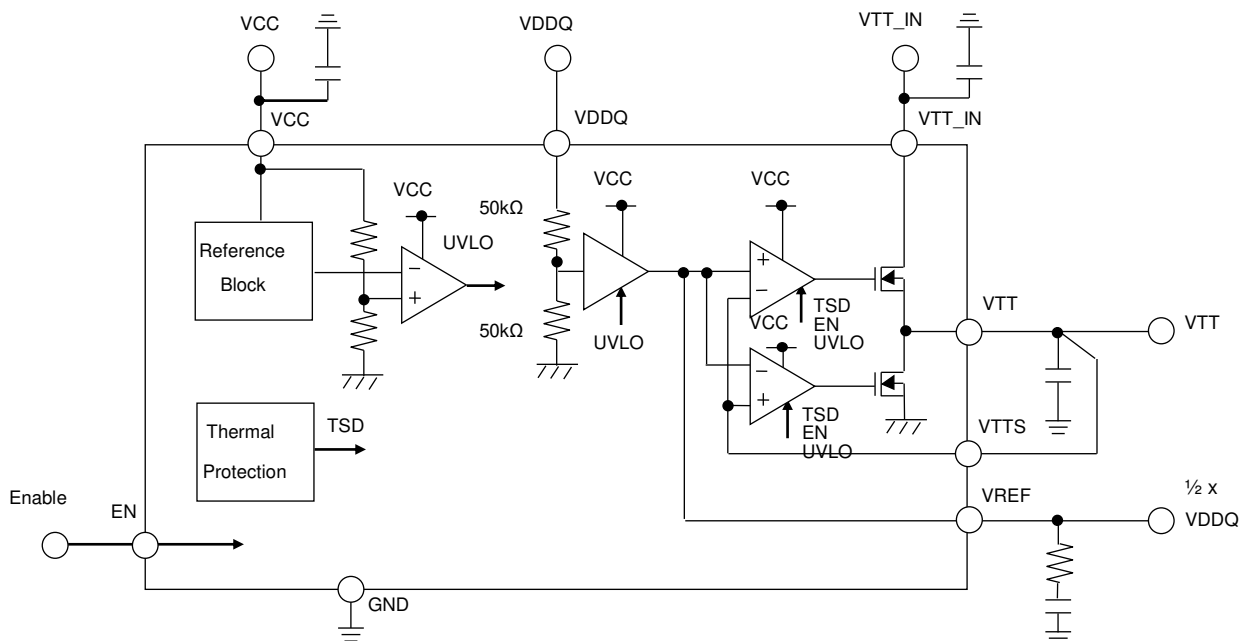 VCC
VDDQ
VTT_IN
VCC
VDDQ
VTT_IN
VCC
VCC
VCC
50kΩ
UVLO
Reference
Block
−
+
+
−
50kΩ
UVLO
TSD
EN
UVLO
VCC
VTT
VTT
−
+
TSD
EN
UVLO
VTTS
Thermal
Protection
TSD
Enable
EN
VREF
½ x
VDDQ
GND